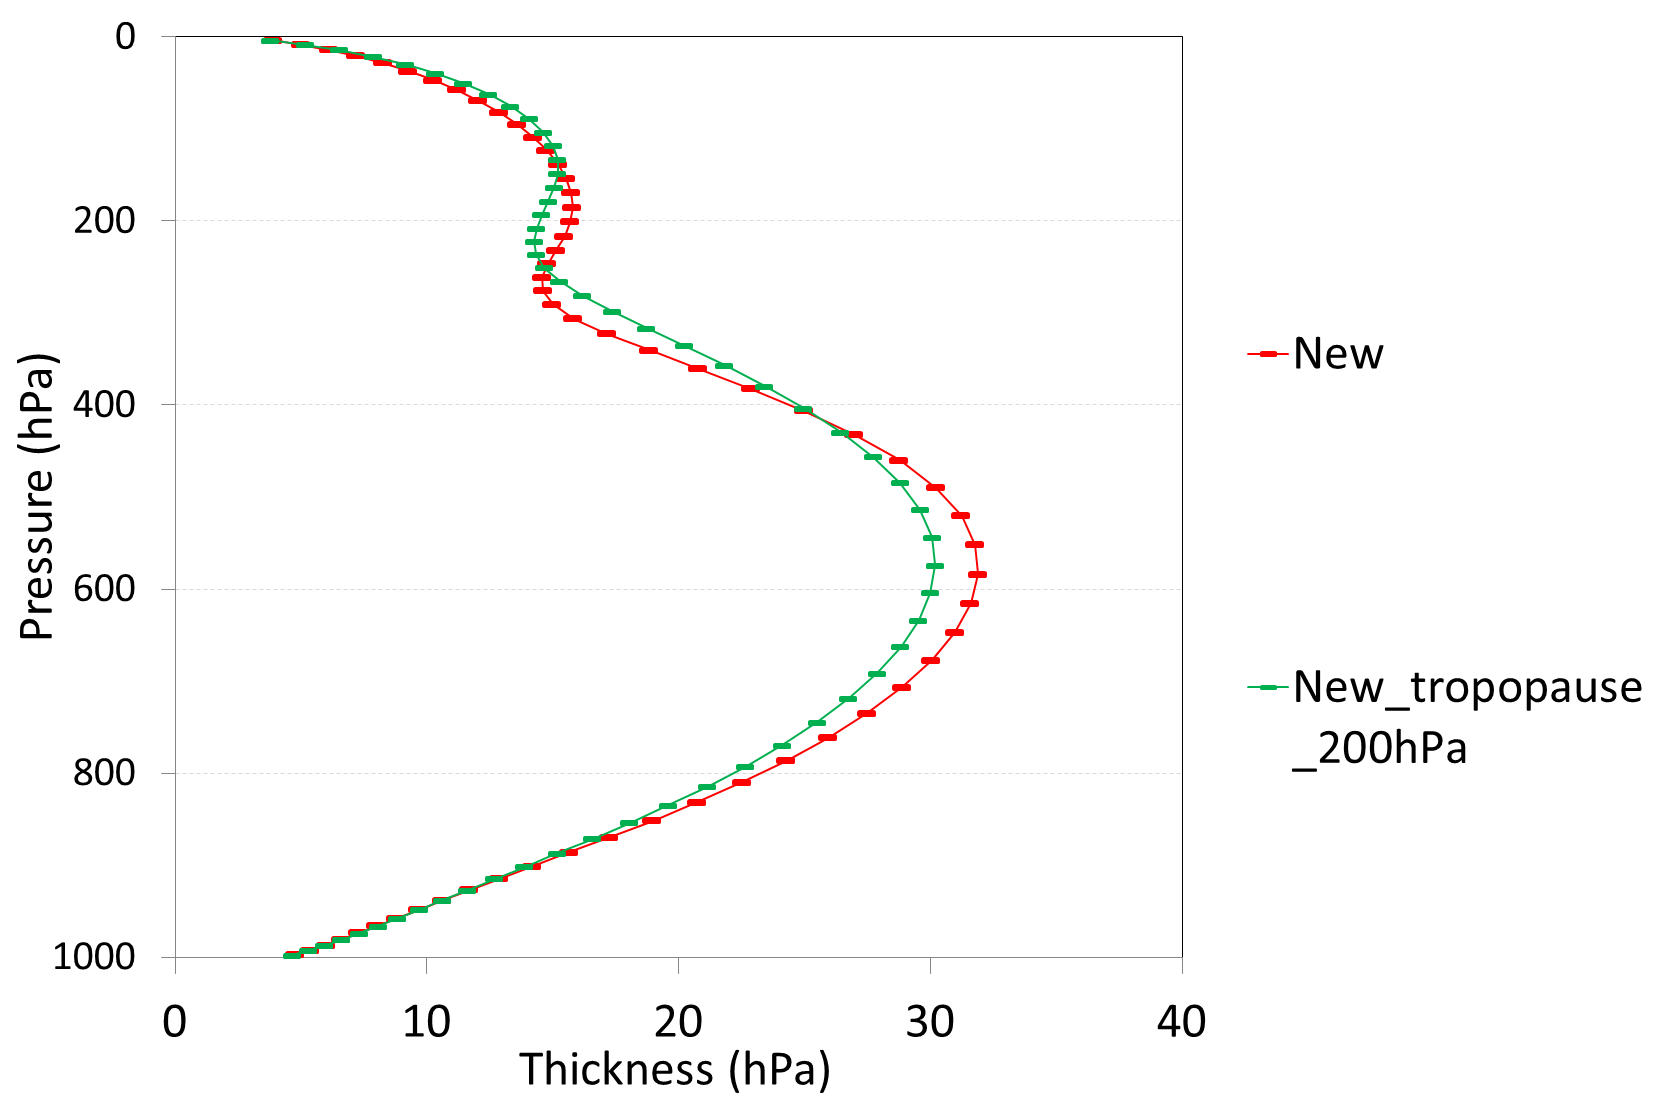 0
200
400
600
800
1000
Pressure (hPa)
0 10 20 30 40
Thickness (hPa)
New
New_tropopause
_200hPa